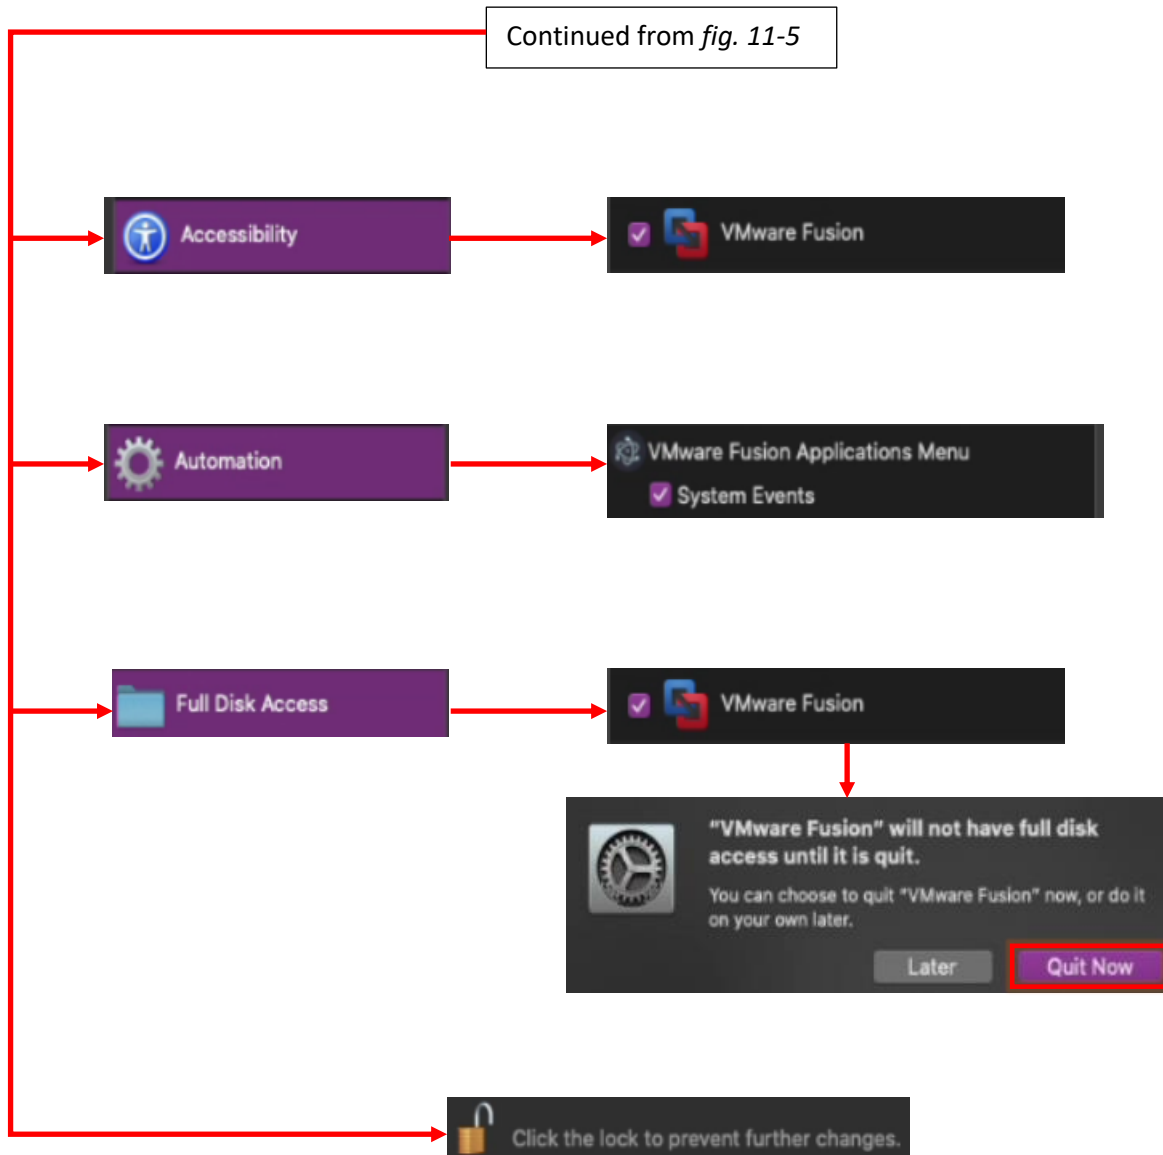 Continued from fig. 11-5
Accessibility
VMware Fusion
Automation
VMware Fusion Applications Menu
System Events
Full Disk Access
VMware Fusion
"VMware Fusion" will not have full disk
access until it is quit.
You can choose to quit "VMware Fusion" now, or do it
on your own later.
Later
Quit Now
Click the lock to prevent further changes.